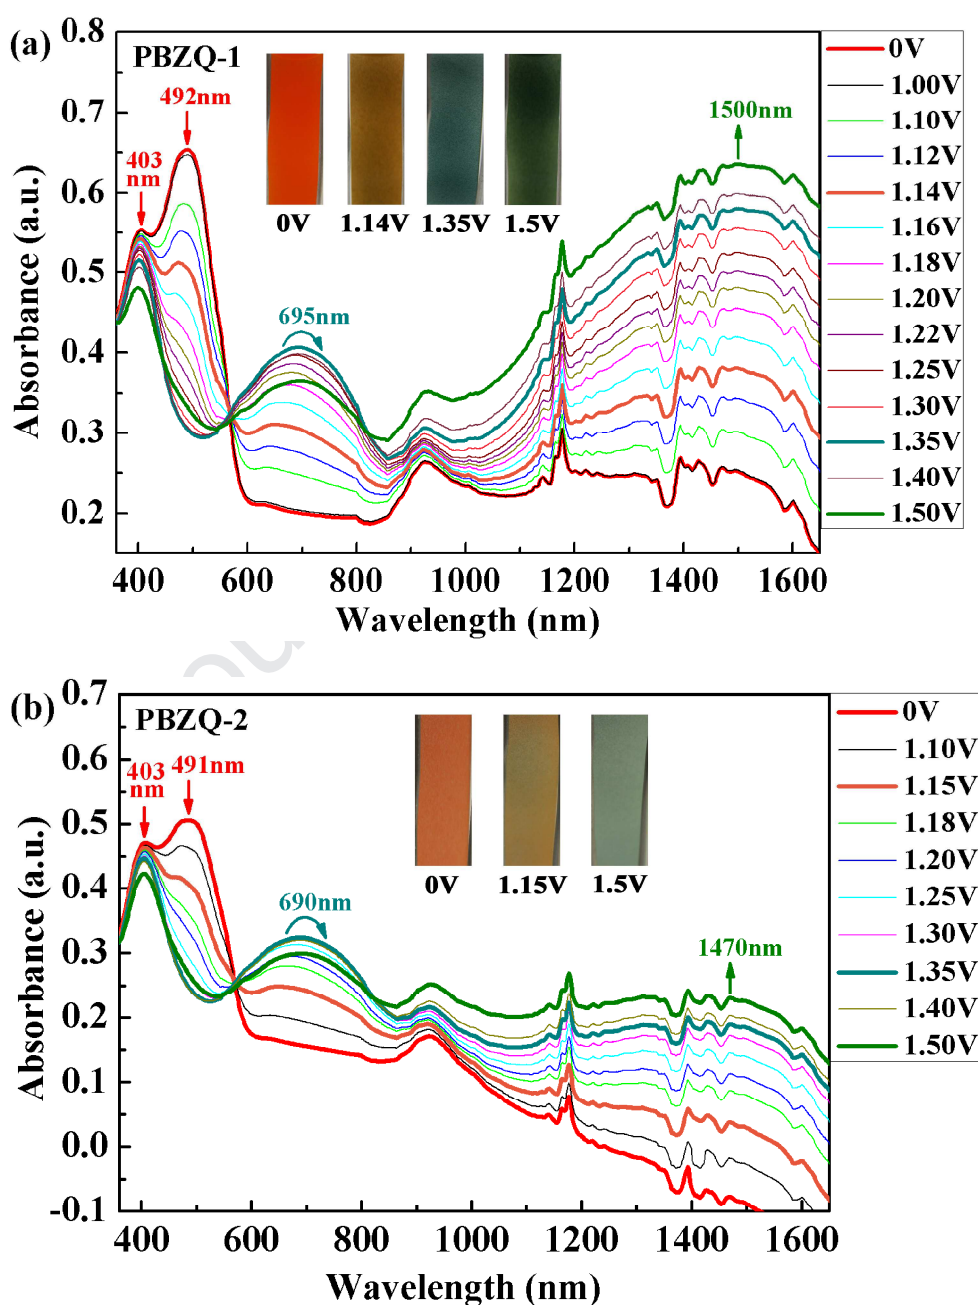 (a)
PBZQ-1
492nm
403
nm
695nm
1500nm
0V
1.14V
1.35V
1.5V
0.8
0.7
0.6
0.5
0.4
0.3
0.2
Absorbance (a.u.)
400
600
800
1000
1200
1400
1600
Wavelength (nm)
0V
1.00V
1.10V
1.12V
1.14V
1.16V
1.18V
1.20V
1.22V
1.25V
1.30V
1.35V
1.40V
1.50V
(b)
PBZQ-2
403
nm
491nm
690nm
1470nm
0V
1.15V
1.5V
0.7
0.6
0.5
0.4
0.3
0.2
0.1
0.0
-0.1
Absorbance (a.u.)
400
600
800
1000
1200
1400
1600
Wavelength (nm)
0V
1.10V
1.15V
1.18V
1.20V
1.25V
1.30V
1.35V
1.40V
1.50V